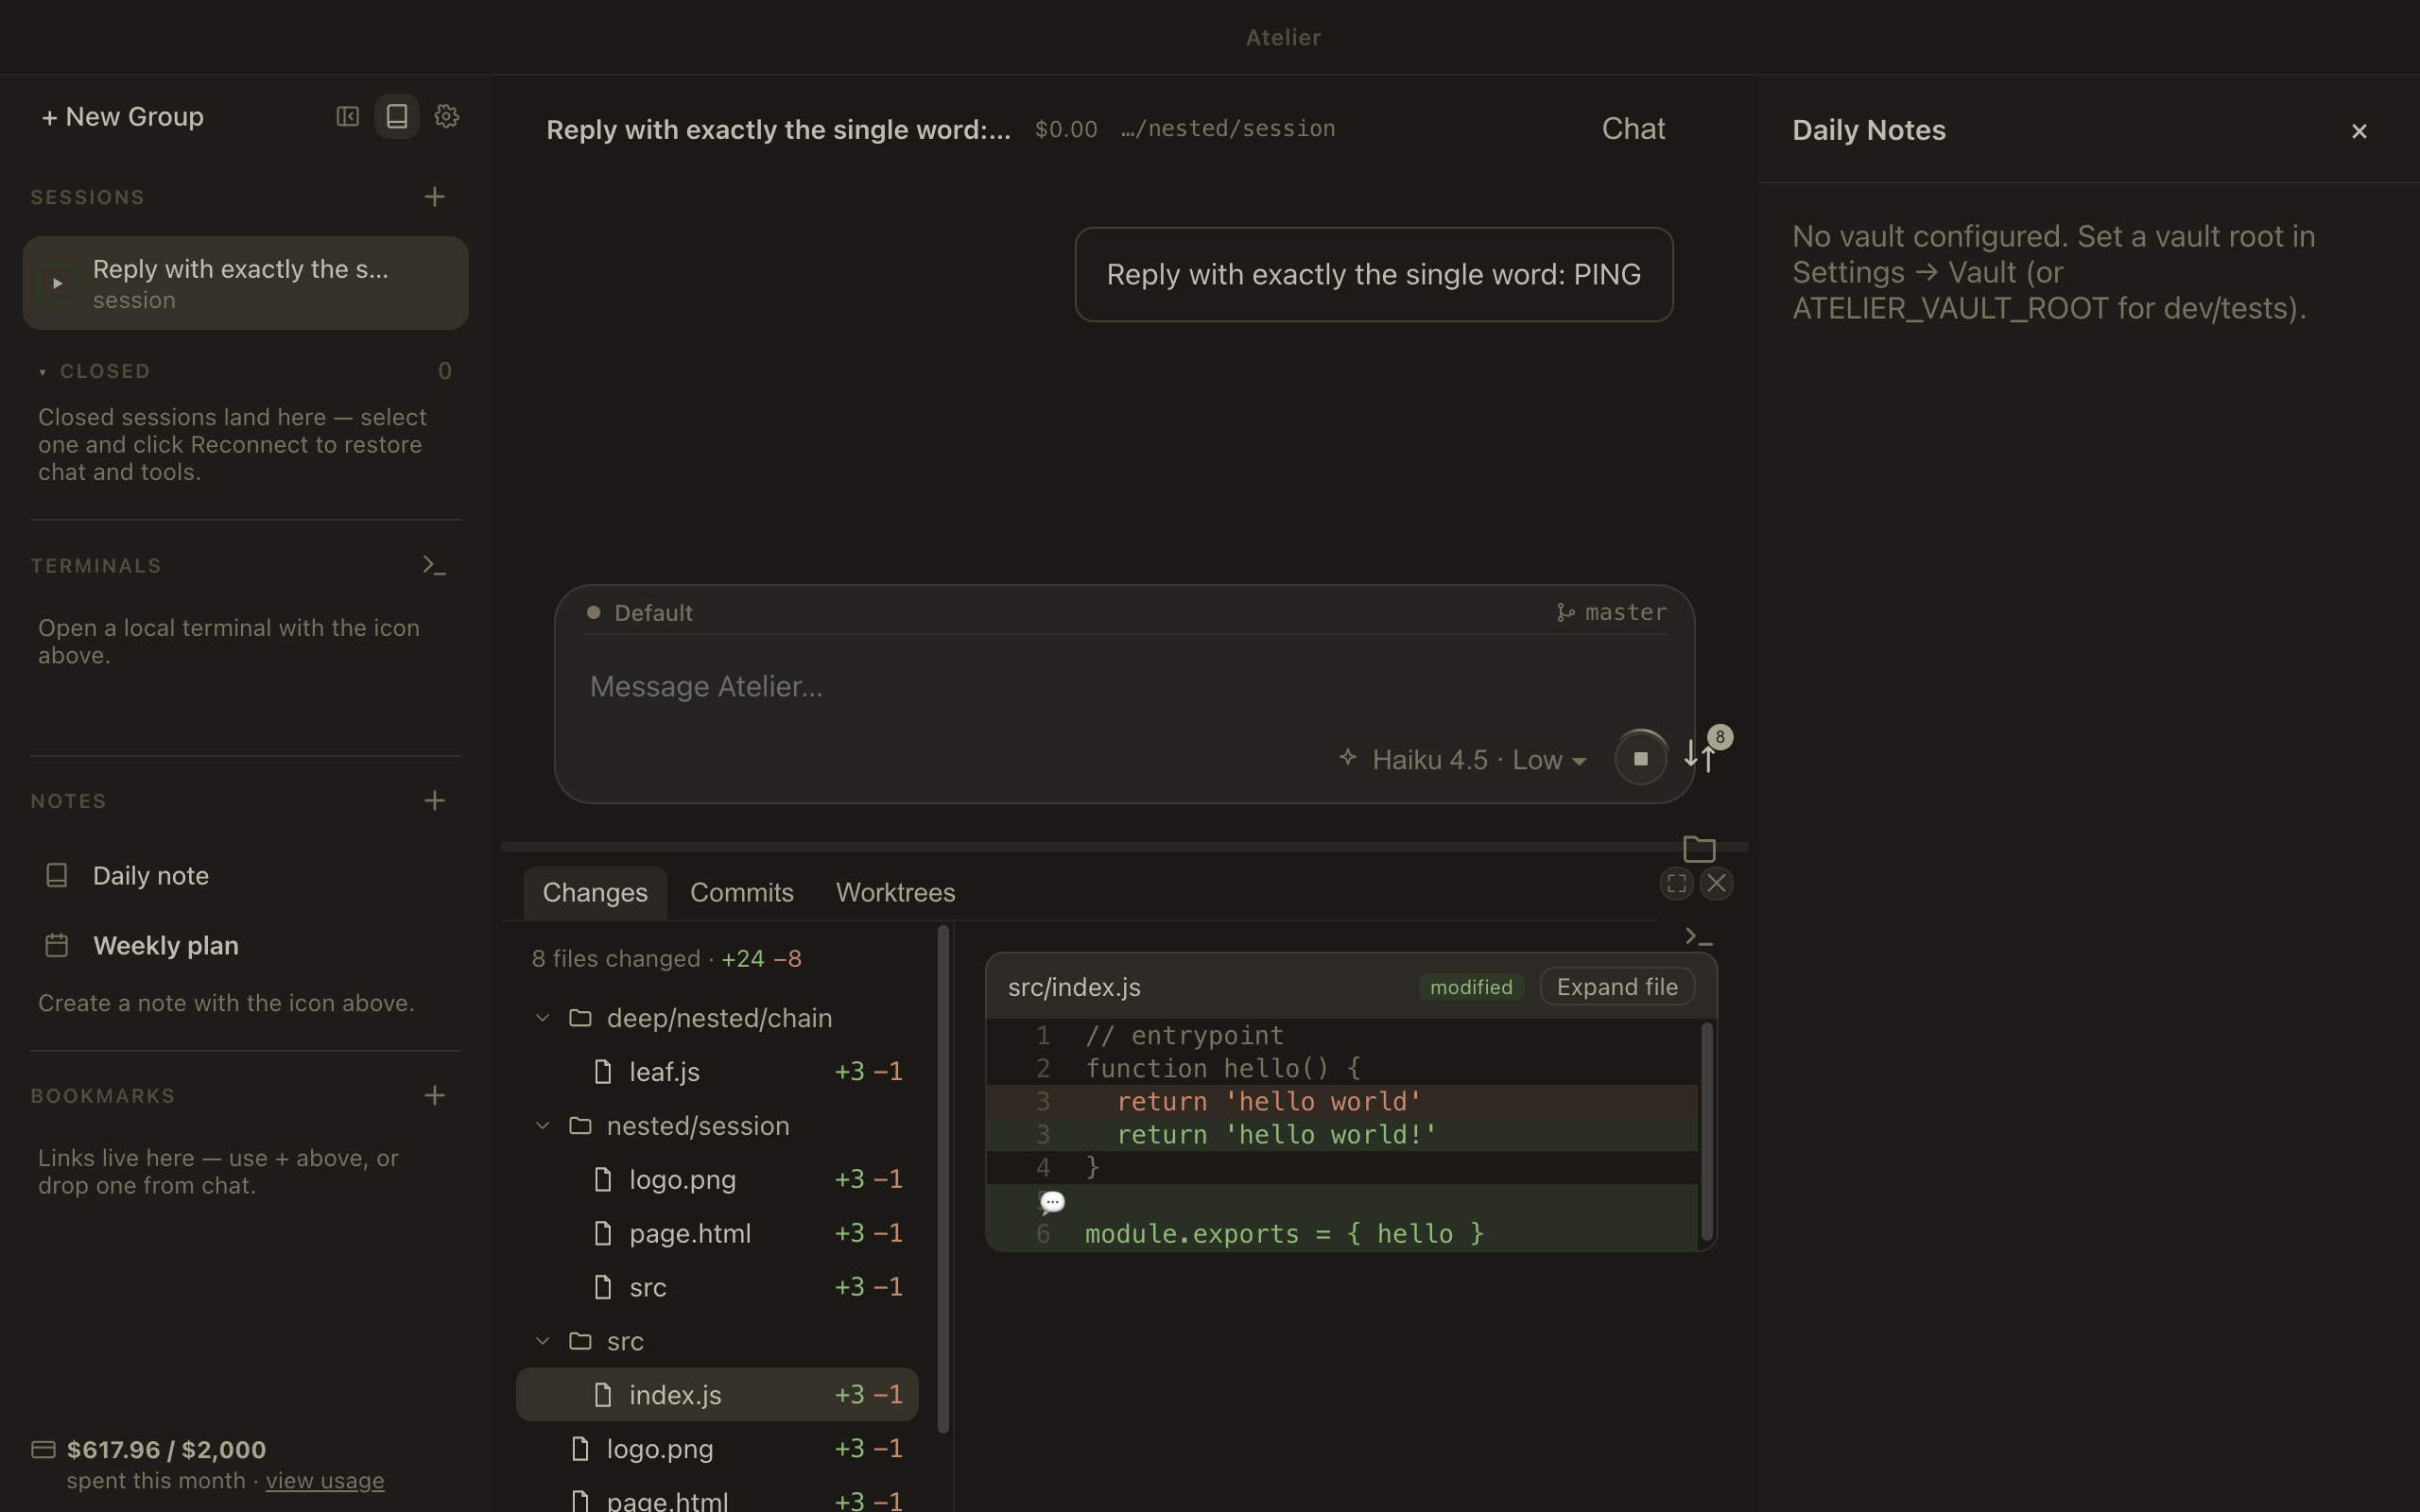 Atelier
+ New Group
SESSIONS
Reply with exactly the s...
session
CLOSED 0
Closed sessions land here — select
one and click Reconnect to restore
chat and tools.
TERMINALS
Open a local terminal with the icon
above.
NOTES
Daily note
Weekly plan
Create a note with the icon above.
BOOKMARKS
Links live here — use + above, or
drop one from chat.
$617.96 / $2,000
spent this month · view usage
Reply with exactly the single word:... $0.00 …/nested/session Chat
Reply with exactly the single word: PING
Default master
Message Atelier...
Haiku 4.5 · Low
8
Changes Commits Worktrees
8 files changed · +24 −8
deep/nested/chain
leaf.js +3 −1
nested/session
logo.png +3 −1
page.html +3 −1
src +3 −1
src
index.js +3 −1
logo.png +3 −1
page.html +3 −1
src/index.js modified Expand file
1 // entrypoint
2 function hello() {
3 return 'hello world'
3 return 'hello world!'
4 }
6 module.exports = { hello }
Daily Notes
No vault configured. Set a vault root in
Settings → Vault (or
ATELIER_VAULT_ROOT for dev/tests).